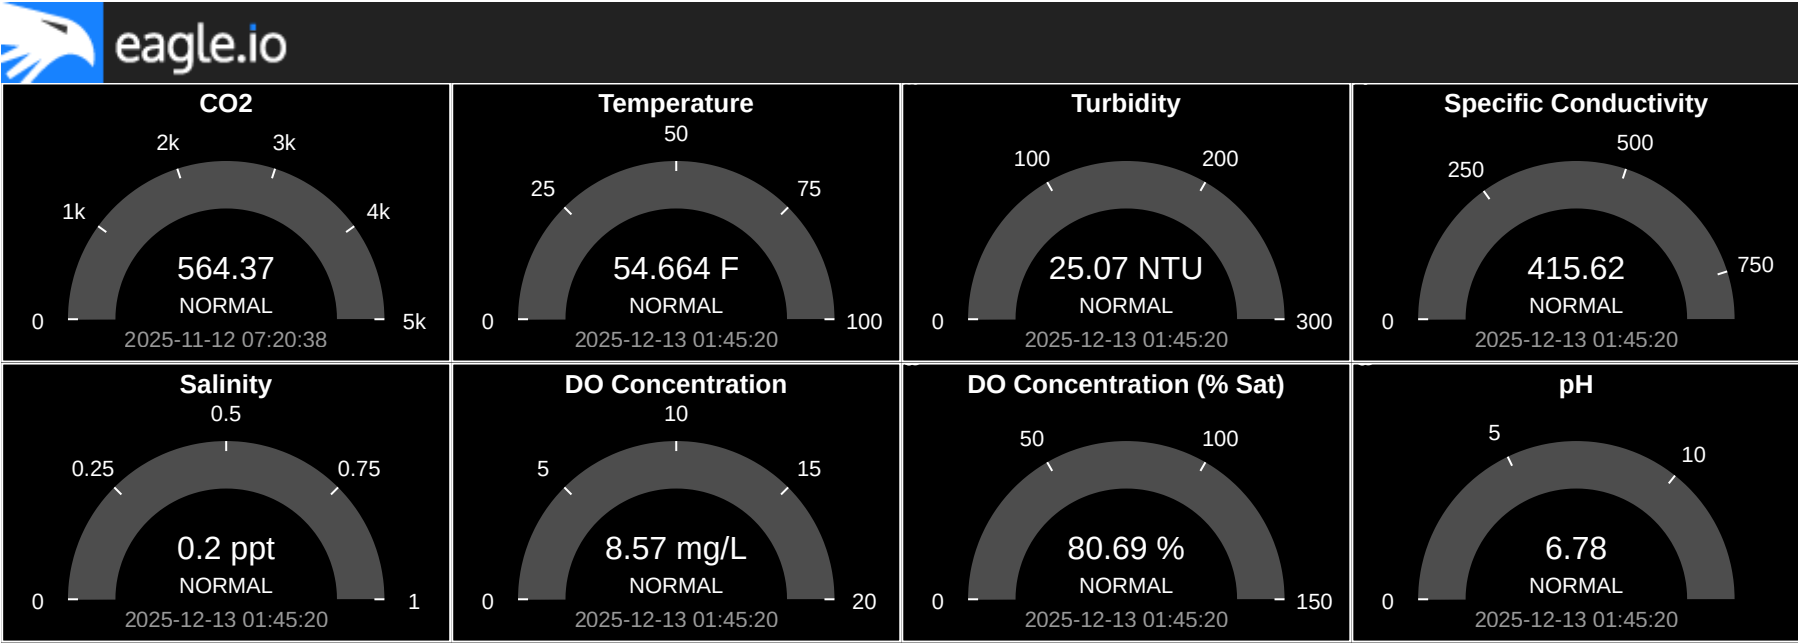 eagle.io
CO2
2k
3k
1k
4k
564.37
NORMAL
0
5k
2025-11-12 07:20:38
Temperature
50
25
75
54.664 F
NORMAL
0
100
2025-12-13 01:45:20
Turbidity
100
200
25.07 NTU
NORMAL
0
300
2025-12-13 01:45:20
Specific Conductivity
500
250
750
415.62
NORMAL
0
2025-12-13 01:45:20
Salinity
0.5
0.25
0.75
0.2 ppt
NORMAL
0
1
2025-12-13 01:45:20
DO Concentration
10
5
15
8.57 mg/L
NORMAL
0
20
2025-12-13 01:45:20
DO Concentration (% Sat)
50
100
80.69 %
NORMAL
0
150
2025-12-13 01:45:20
pH
5
10
6.78
NORMAL
0
2025-12-13 01:45:20